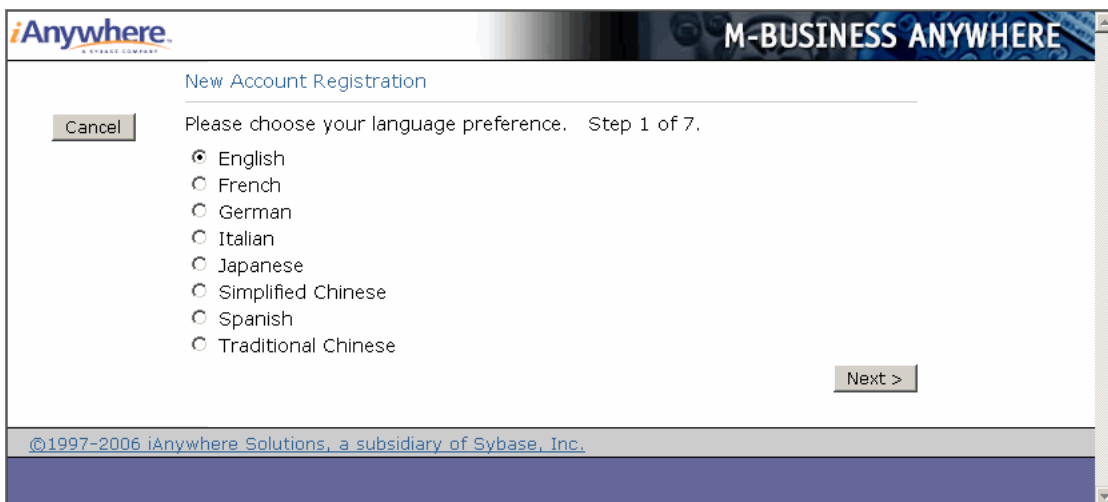 iAnywhere.
A SYBASE COMPANY
M-BUSINESS ANYWHERE
New Account Registration
Cancel
Please choose your language preference. Step 1 of 7.
English
French
German
Italian
Japanese
Simplified Chinese
Spanish
Traditional Chinese
Next >
©1997-2006 iAnywhere Solutions, a subsidiary of Sybase, Inc.